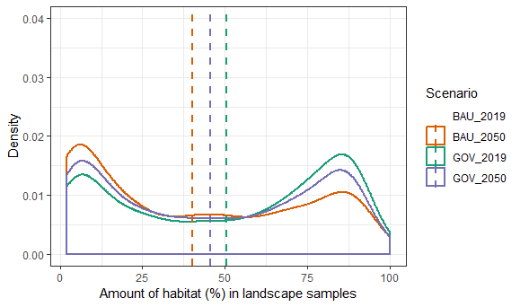 0.04
0.03
0.02
0.01
0.00
Density
0
25
50
75
100
Amount of habitat (%) in landscape samples
Scenario
BAU_2019
BAU_2050
GOV_2019
GOV_2050